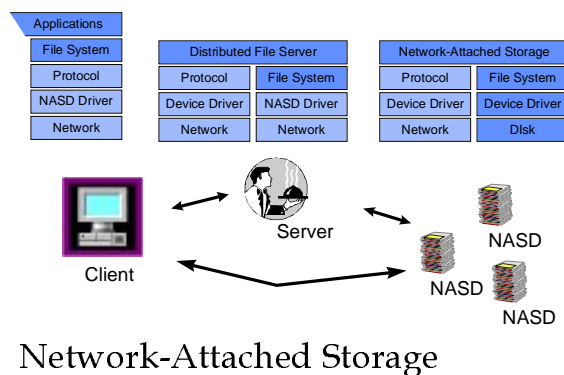 Applications
File System
Protocol
NASD Driver
Network
Distributed File Server
Protocol
File System
Device Driver
NASD Driver
Network
Network
Network-Attached Storage
Protocol
File System
Device Driver
Device Driver
Network
DIsk
Client
Server
NASD
NASD
NASD
Network-Attached Storage